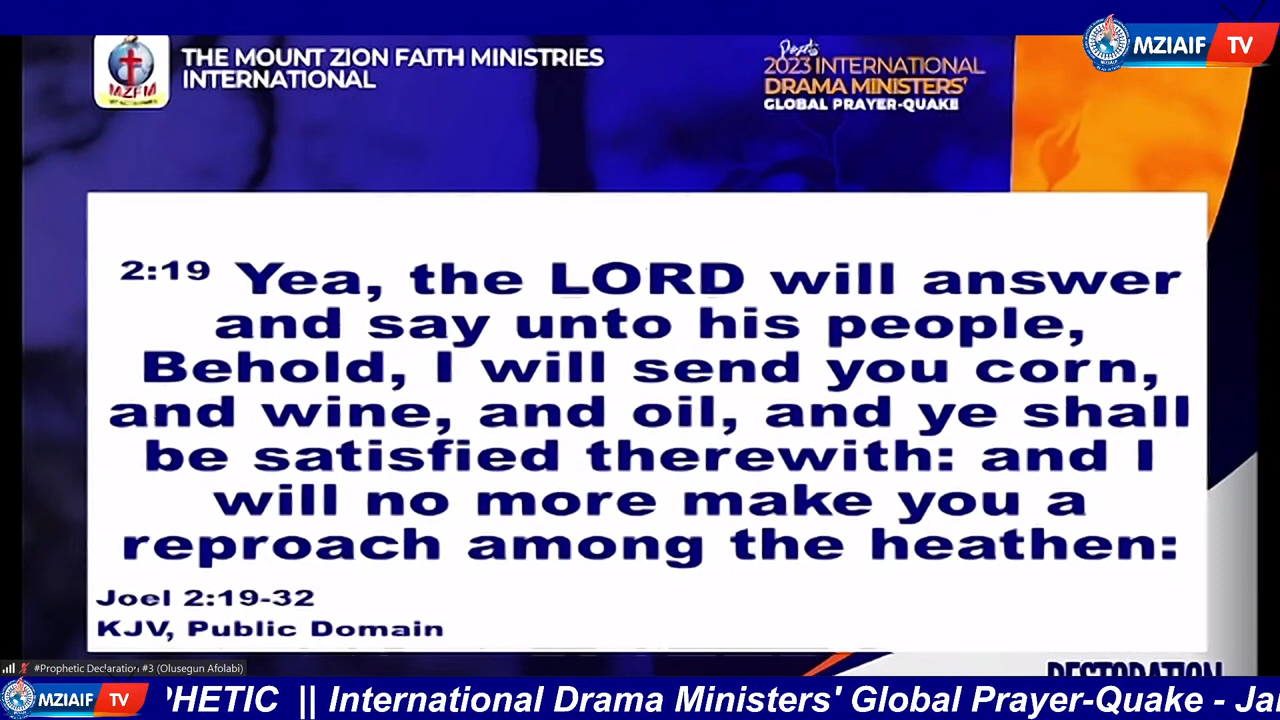 THE MOUNT ZION FAITH MINISTRIES
INTERNATIONAL
MZFM
2023 INTERNATIONAL
DRAMA MINISTERS'
GLOBAL PRAYER-QUAKE
MZIAIF TV
2:19 Yea, the LORD will answer
and say unto his people,
Behold, I will send you corn,
and wine, and oil, and ye shall
be satisfied therewith: and I
will no more make you a
reproach among the heathen:
Joel 2:19-32
KJV, Public Domain
#Prophetic Declaration #3 (Olusegun Afolabi)
RESTORATION
MZIAIF TV
PHETIC || International Drama Ministers' Global Prayer-Quake - Ja